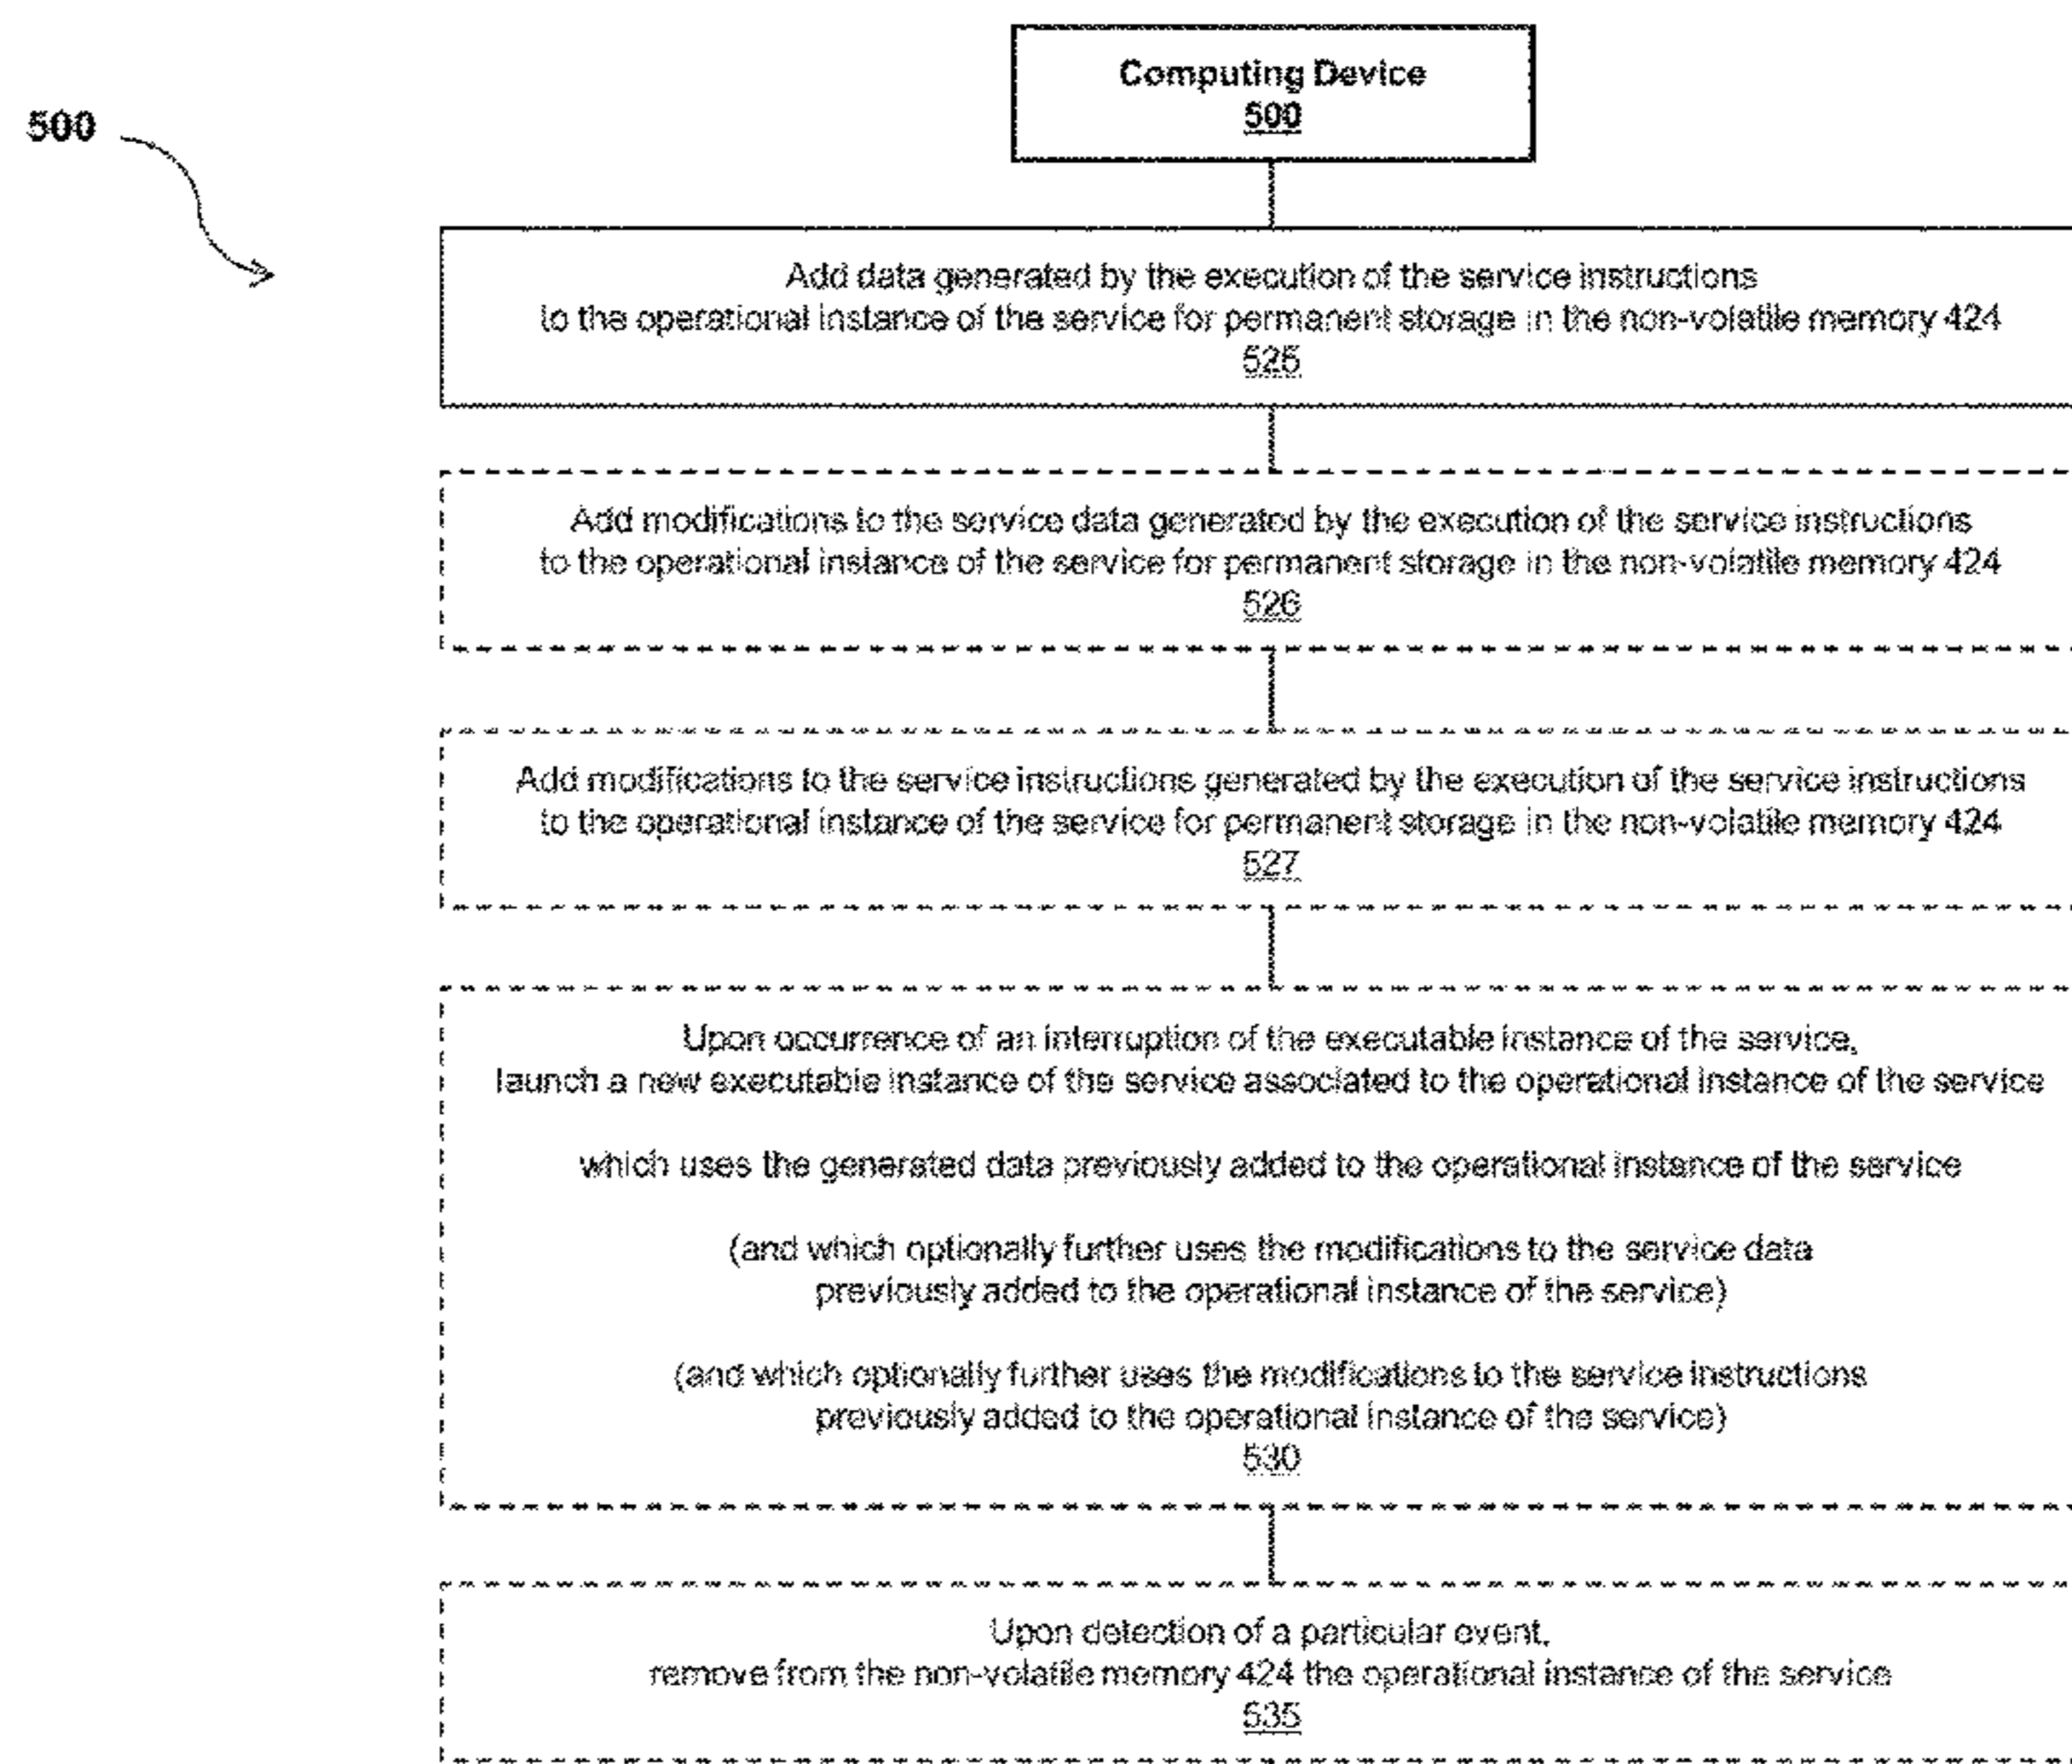 Computing Device
500
500
Add data generated by the execution of the service instructions
to the operational instance of the service for permanent storage in the non-volatile memory 424
525
Add modifications to the service data generated by the execution of the service instructions
to the operational instance of the service for permanent storage in the non-volatile memory 424
526
Add modifications to the service instructions generated by the execution of the service instructions
to the operational instance of the service for permanent storage in the non-volatile memory 424
527
Upon occurrence of an interruption of the executable instance of the service,
launch a new executable instance of the service associated to the operational instance of the service
which uses the generated data previously added to the operational instance of the service
(and which optionally further uses the modifications to the service data
previously added to the operational instance of the service)
(and which optionally further uses the modifications to the service instructions
previously added to the operational instance of the service)
530
Upon detection of a particular event,
remove from the non-volatile memory 424 the operational instance of the service
535